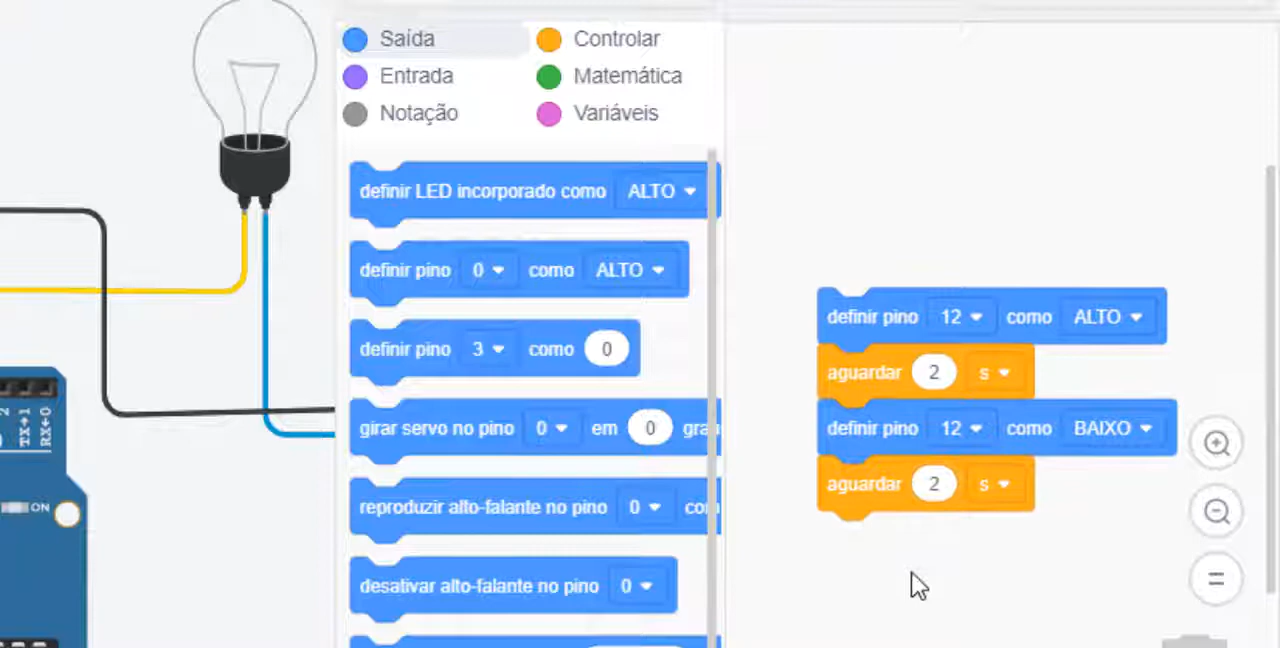 Saída
Controlar
Entrada
Matemática
Notação
Variáveis
definir LED incorporado como ALTO
definir pino 0 como ALTO
definir pino 3 como 0
girar servo no pino 0 em 0 grau
reproduzir alto-falante no pino 0
desativar alto-falante no pino 0
definir pino 12 como ALTO
aguardar 2 s
definir pino 12 como BAIXO
aguardar 2 s
2
TX→1
RX←0
ON